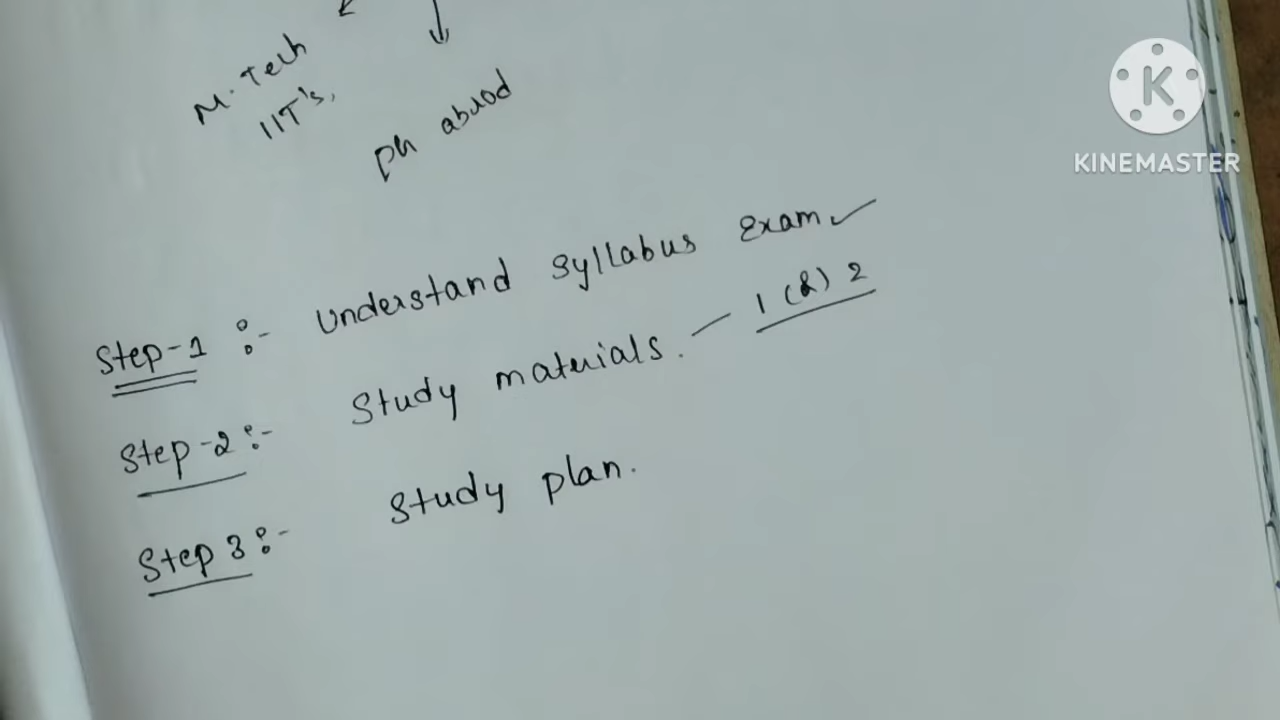 M.Tech
IIT's,
ph abuod
Step-1 :- Understand syllabus Exam
Step-2 :- Study materials. - 1 (&) 2
Step 3 :- Study plan.
KINEMASTER